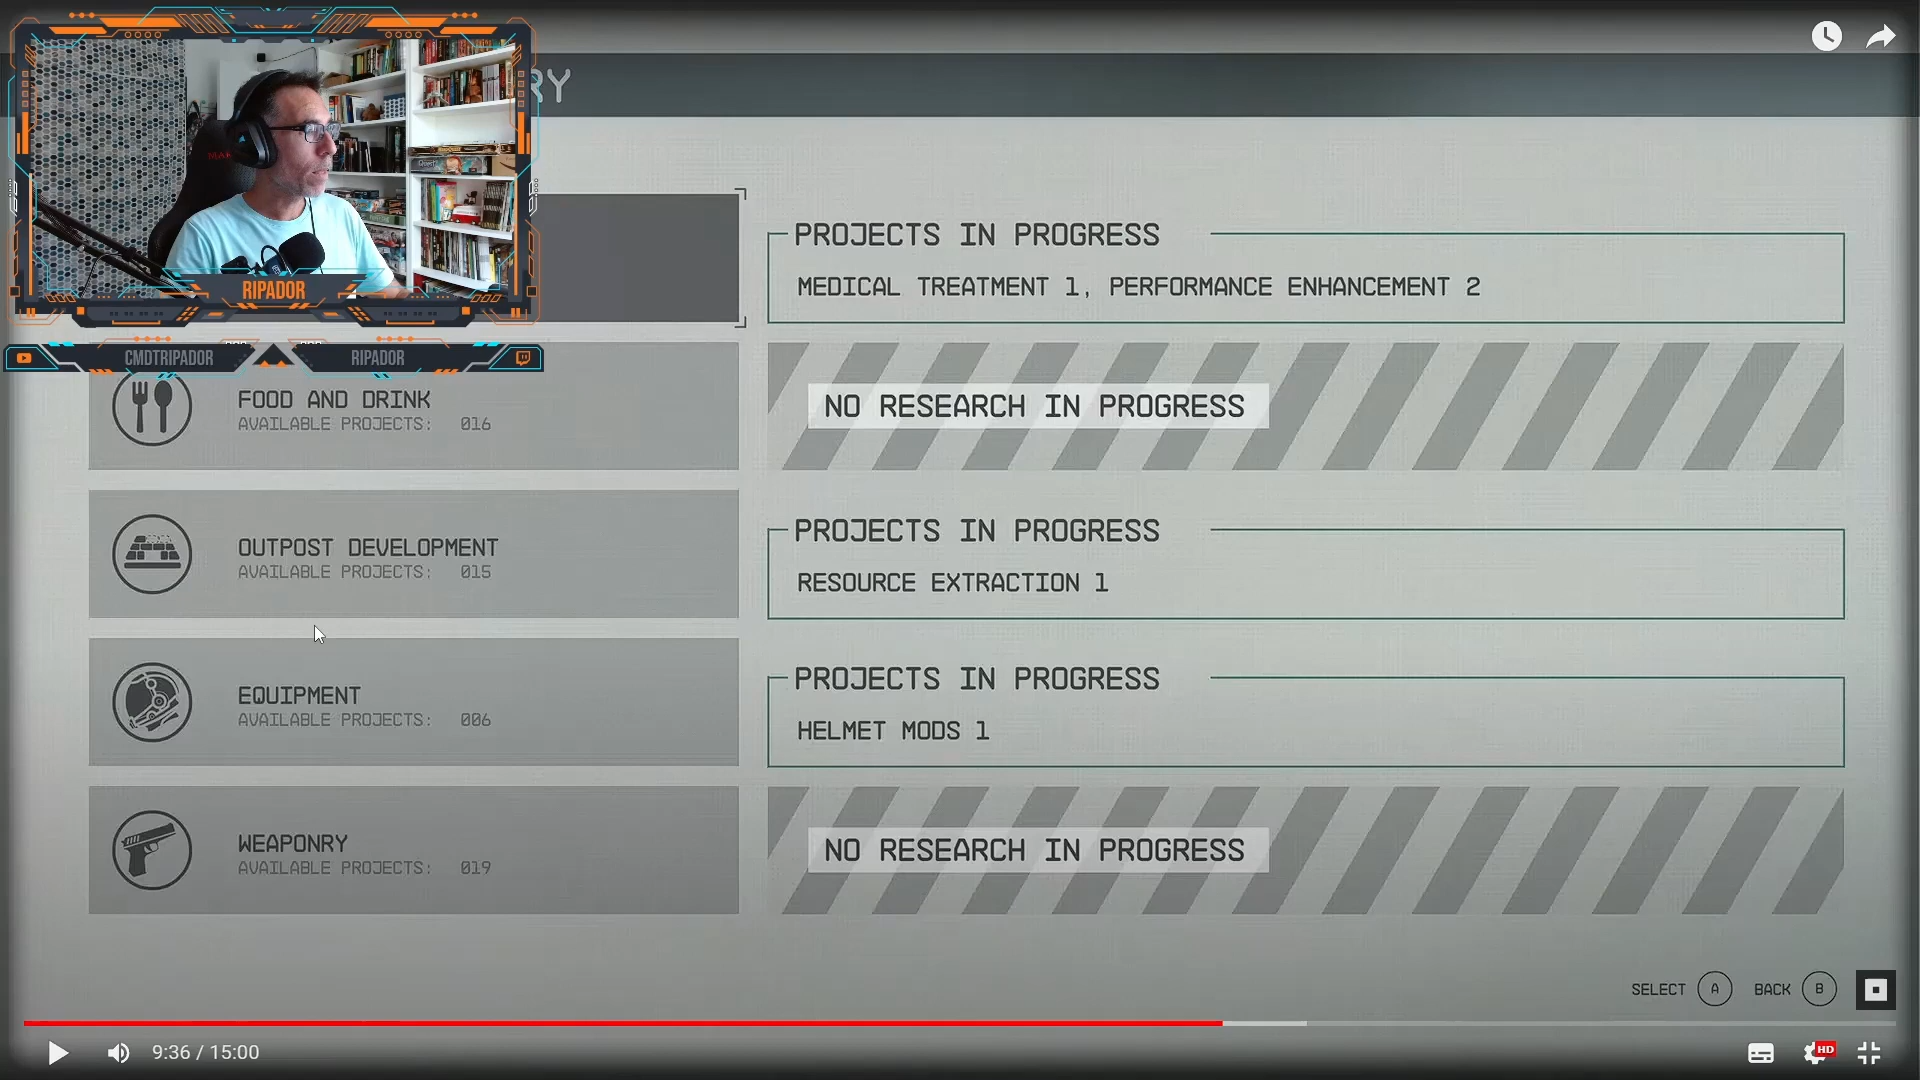 RY
RIPADOR
CMDTRIPADOR
RIPADOR
PROJECTS IN PROGRESS
MEDICAL TREATMENT 1, PERFORMANCE ENHANCEMENT 2
FOOD AND DRINK
AVAILABLE PROJECTS: 016
NO RESEARCH IN PROGRESS
OUTPOST DEVELOPMENT
AVAILABLE PROJECTS: 015
PROJECTS IN PROGRESS
RESOURCE EXTRACTION 1
EQUIPMENT
AVAILABLE PROJECTS: 006
PROJECTS IN PROGRESS
HELMET MODS 1
WEAPONRY
AVAILABLE PROJECTS: 019
NO RESEARCH IN PROGRESS
SELECT A BACK B
9:36 / 15:00
HD